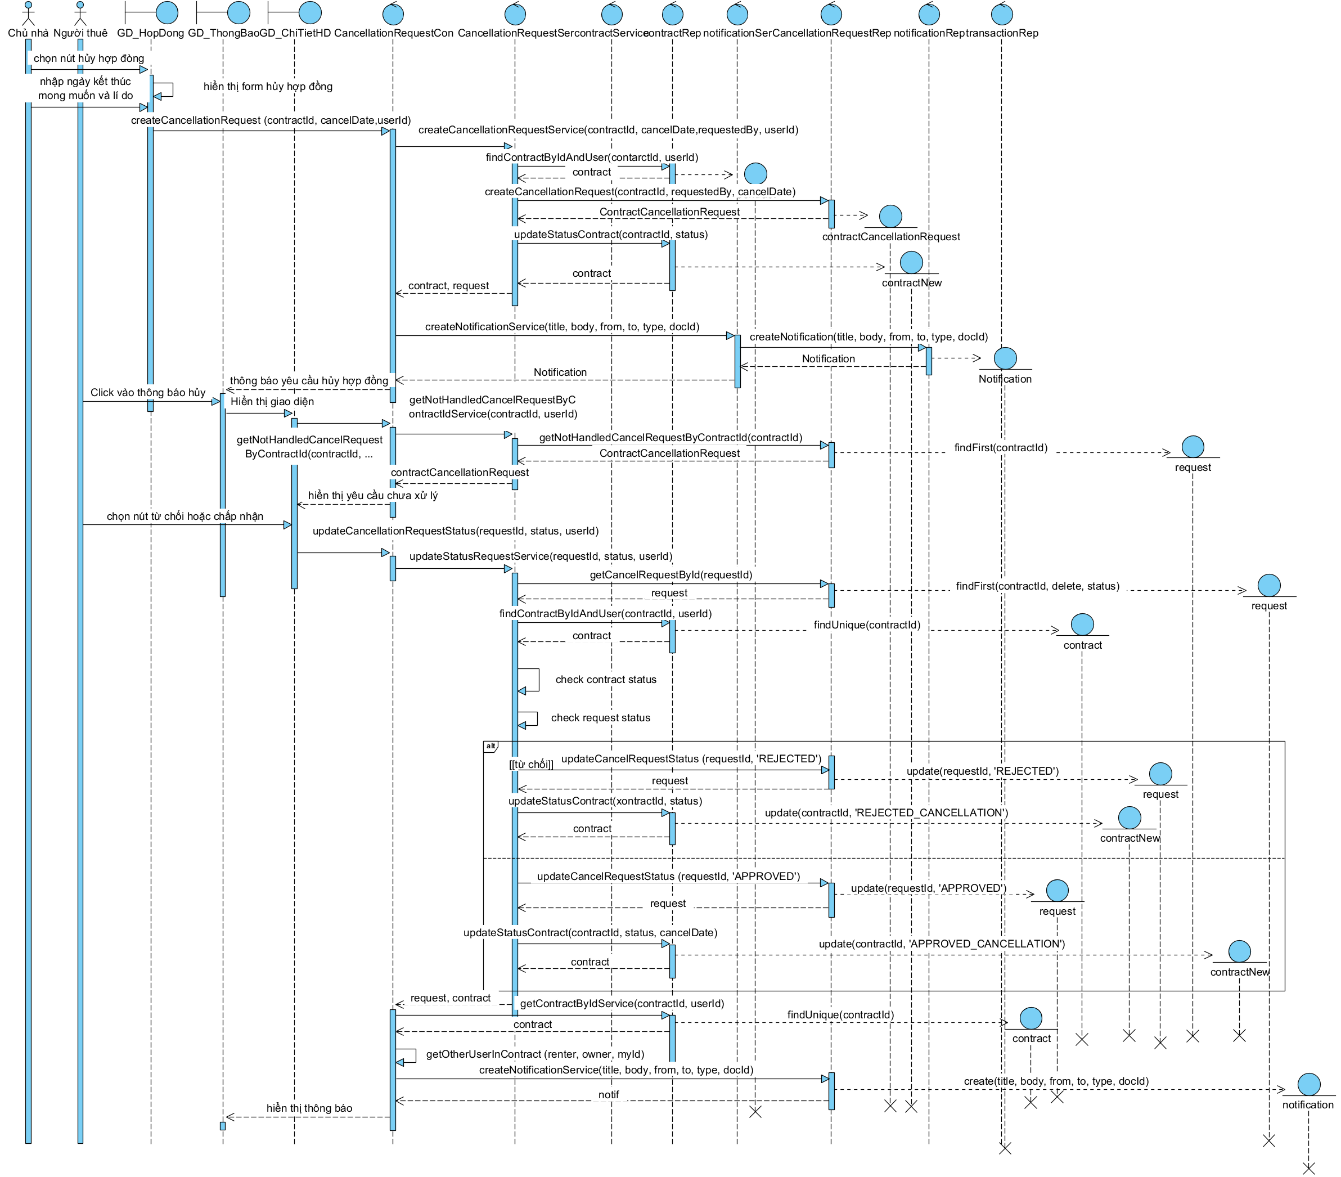 Chủ nhà
Người thuê
GD_HopDong
GD_ThongBao
GD_ChiTietHD
CancellationRequestCon
CancellationRequestSer
contractService
contractRep
notificationSer
CancellationRequestRep
notificationRep
transactionRep
chọn nút hủy hợp đòng
nhập ngày kết thúc
mong muốn và lí do
hiển thị form hủy hợp đồng
createCancellationRequest (contractId, cancelDate,userId)
createCancellationRequestService(contractId, cancelDate,requestedBy, userId)
findContractByIdAndUser(contarctId, userId)
contract
createCancellationRequest(contractId, requestedBy, cancelDate)
ContractCancellationRequest
contractCancellationRequest
updateStatusContract(contractId, status)
contract
contractNew
contract, request
createNotificationService(title, body, from, to, type, docId)
createNotification(title, body, from, to, type, docId)
Notification
Notification
Notification
thông báo yêu cầu hủy hợp đồng
Click vào thông báo hủy
Hiển thị giao diện
getNotHandledCancelRequestByC
ontractIdService(contractId, userId)
getNotHandledCancelRequest
ByContractId(contractId, ...
getNotHandledCancelRequestByContractId(contractId)
ContractCancellationRequest
findFirst(contractId)
request
contractCancellationRequest
hiển thị yêu cầu chưa xử lý
chọn nút từ chối hoặc chấp nhận
updateCancellationRequestStatus(requestId, status, userId)
updateStatusRequestService(requestId, status, userId)
getCancelRequestById(requestId)
request
findFirst(contractId, delete, status)
request
findContractByIdAndUser(contractId, userId)
contract
findUnique(contractId)
contract
check contract status
check request status
alt
[[từ chối]]
updateCancelRequestStatus (requestId, 'REJECTED')
request
update(requestId, 'REJECTED')
request
updateStatusContract(xontractId, status)
contract
update(contractId, 'REJECTED_CANCELLATION')
contractNew
updateCancelRequestStatus (requestId, 'APPROVED')
request
update(requestId, 'APPROVED')
request
updateStatusContract(contractId, status, cancelDate)
contract
update(contractId, 'APPROVED_CANCELLATION')
contractNew
request, contract
getContractByIdService(contractId, userId)
contract
findUnique(contractId)
contract
getOtherUserInContract (renter, owner, myId)
createNotificationService(title, body, from, to, type, docId)
notif
create(title, body, from, to, type, docId)
notification
hiển thị thông báo